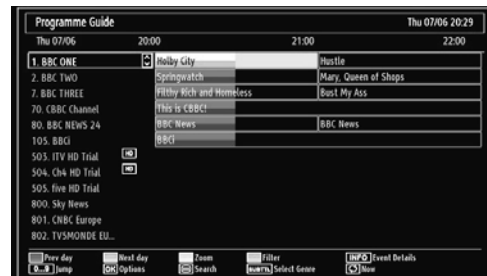 Programme Guide Thu 07/06 20:29
Thu 07/06 20:00 21:00 22:00
1. BBC ONE Holby City Hustle
2. BBC TWO Springwatch Mary, Queen of Shops
7. BBC THREE Filthy Rich and Homeless Bust My Ass
70. CBBC Channel This is CBBC!
80. BBC NEWS 24 BBC News BBC News
105. BBCi BBCi
503. ITV HD Trial HD
504. Ch4 HD Trial HD
505. five HD Trial
800. Sky News
801. CNBC Europe
802. TV5MONDE EU...
Prev day Next day Zoom Filter INFO Event Details
0...9 Jump OK Options Search SUBTTL Select Genre Now